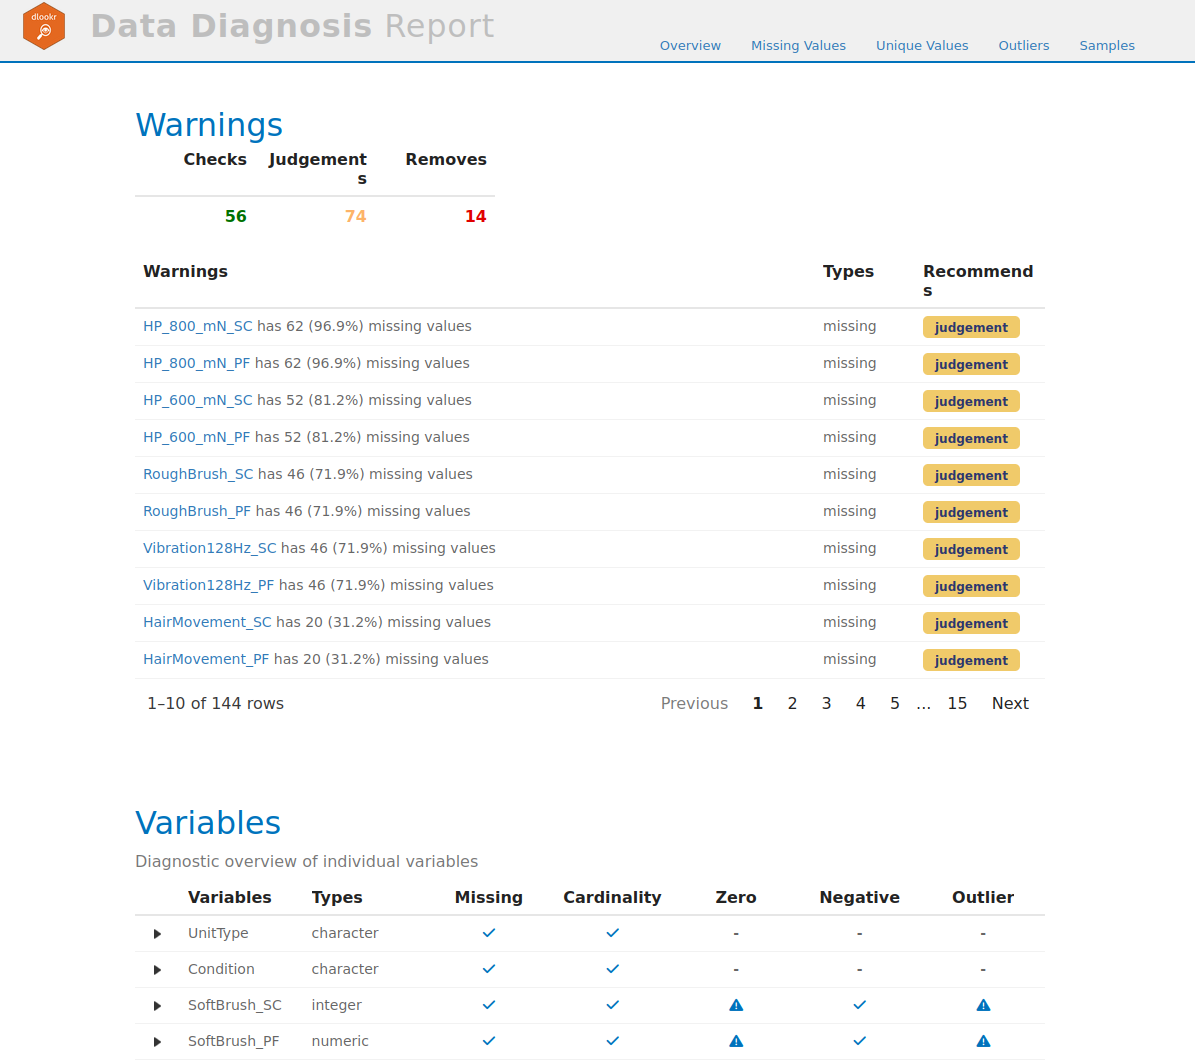 dlookr
Data Diagnosis Report
Overview Missing Values Unique Values Outliers Samples
Warnings
Checks Judgement Removes
s
56 74 14
Warnings Types Recommend
s
HP_800_mN_SC has 62 (96.9%) missing values missing judgement
HP_800_mN_PF has 62 (96.9%) missing values missing judgement
HP_600_mN_SC has 52 (81.2%) missing values missing judgement
HP_600_mN_PF has 52 (81.2%) missing values missing judgement
RoughBrush_SC has 46 (71.9%) missing values missing judgement
RoughBrush_PF has 46 (71.9%) missing values missing judgement
Vibration128Hz_SC has 46 (71.9%) missing values missing judgement
Vibration128Hz_PF has 46 (71.9%) missing values missing judgement
HairMovement_SC has 20 (31.2%) missing values missing judgement
HairMovement_PF has 20 (31.2%) missing values missing judgement
1–10 of 144 rows Previous 1 2 3 4 5 ... 15 Next
Variables
Diagnostic overview of individual variables
Variables Types Missing Cardinality Zero Negative Outlier
UnitType character - - -
Condition character - - -
SoftBrush_SC integer
SoftBrush_PF numeric